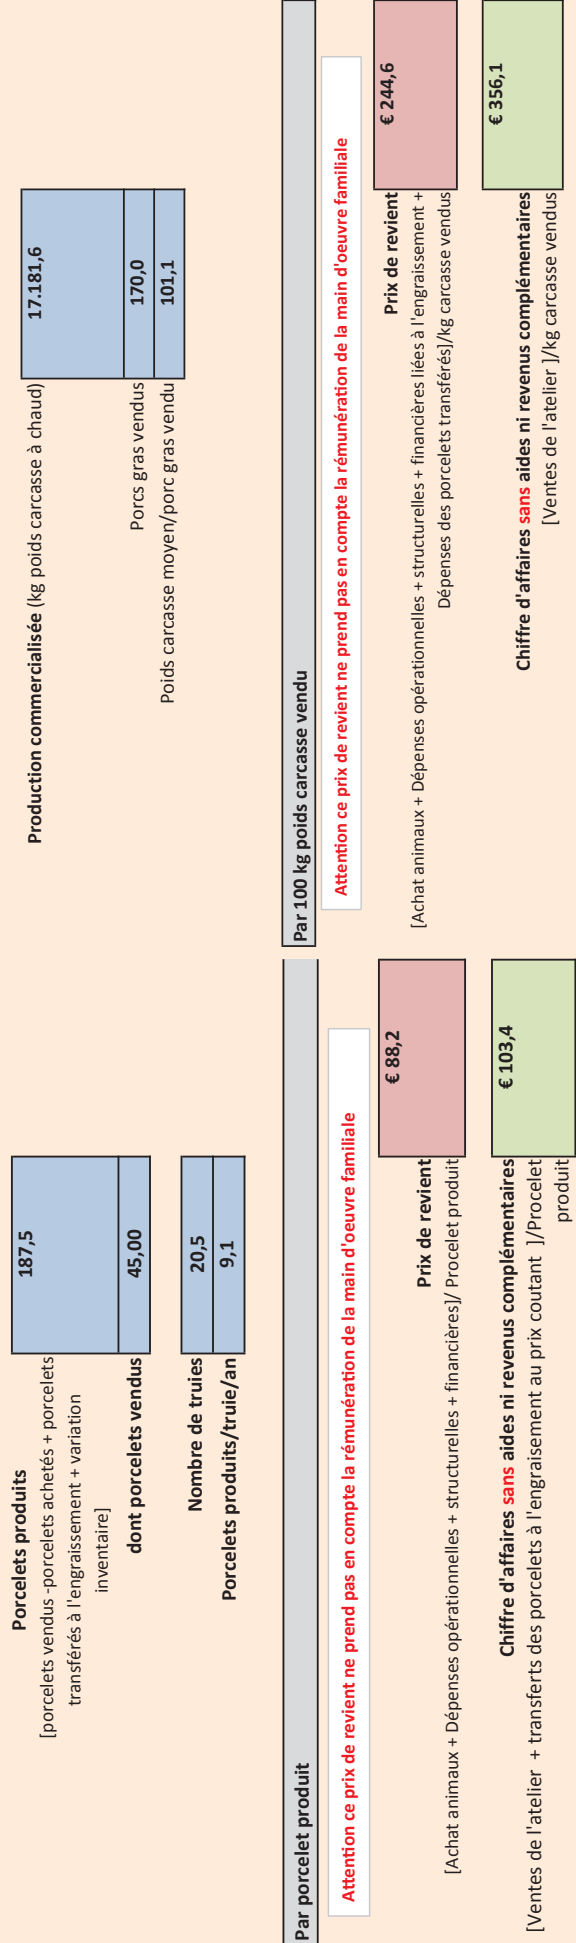 Porcelets produits
187,5
[porcelets vendus -porcelets achetés + porcelets
transférés à l'engraissement + variation
inventaire]
dont porcelets vendus
45,00
Nombre de truies
20,5
Porcelets produits/truie/an
9,1
Par porcelet produit
Attention ce prix de revient ne prend pas en compte la rémunération de la main d'oeuvre familiale
Prix de revient
€ 88,2
[Achat animaux + Dépenses opérationnelles + structurelles + financières]/ Procelet produit]
Chiffre d'affaires sans aides ni revenus complémentaires
€ 103,4
[Ventes de l'atelier + transferts des porcelets à l'engraisement au prix coutant ]/Procelet
produit
Production commercialisée (kg poids carcasse à chaud)
17.181,6
Porcs gras vendus
170,0
Poids carcasse moyen/porc gras vendu
101,1
Par 100 kg poids carcasse vendu
Attention ce prix de revient ne prend pas en compte la rémunération de la main d'oeuvre familiale
Prix de revient
€ 244,6
[Achat animaux + Dépenses opérationnelles + structurelles + financières liées à l'engraissement +
Dépenses des porcelets transférés]/kg carcasse vendus
Chiffre d'affaires sans aides ni revenus complémentaires
€ 356,1
[Ventes de l'atelier ]/kg carcasse vendus